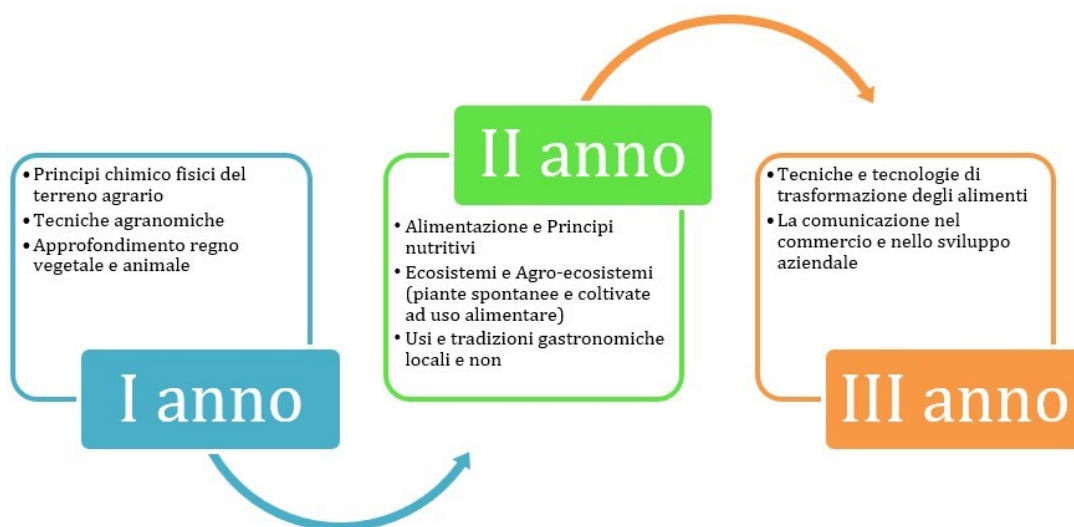 • Principi chimico fisici del
terreno agrario
• Tecniche agranomiche
• Approfondimento regno
vegetale e animale
I anno
II anno
• Alimentazione e Principi
nutritivi
• Ecosistemi e Agro-ecosistemi
(piante spontanee e coltivate
ad uso alimentare)
• Usi e tradizioni gastronomiche
locali e non
• Tecniche e tecnologie di
trasformazione degli alimenti
• La comunicazione nel
commercio e nello sviluppo
aziendale
III anno